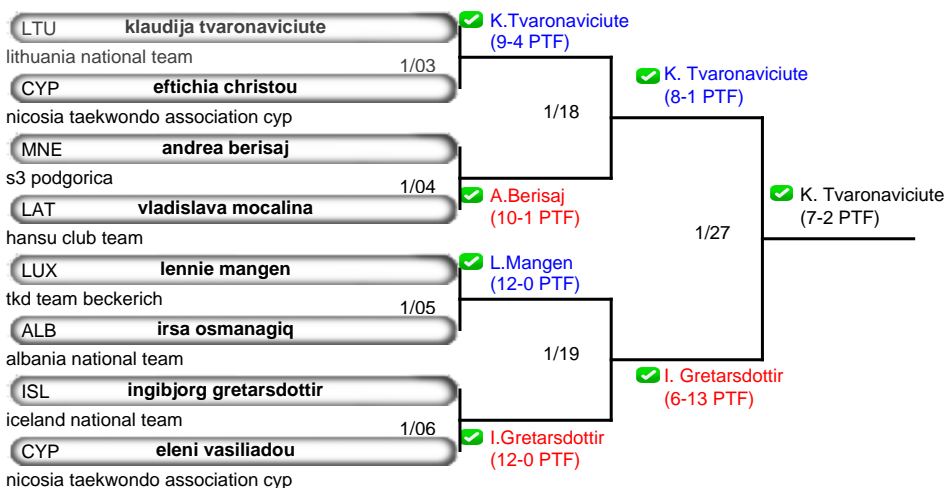 LTU klaudija tvaronaviciute
lithuania national team
1/03
CYP eftichia christou
nicosia taekwondo association cyp
MNE andrea berisaj
s3 podgorica
1/04
LAT vladislava mocalina
hansu club team
LUX lennie mangen
tkd team beckerich
1/05
ALB irsa osmanagiq
albania national team
ISL ingibjorg gretarsdottir
iceland national team
1/06
CYP eleni vasiliadou
nicosia taekwondo association cyp
K.Tvaronaviciute
(9-4 PTF)
1/18
A.Berisaj
(10-1 PTF)
L.Mangen
(12-0 PTF)
1/19
I.Gretarsdottir
(12-0 PTF)
K. Tvaronaviciute
(8-1 PTF)
1/27
I. Gretarsdottir
(6-13 PTF)
K. Tvaronaviciute
(7-2 PTF)